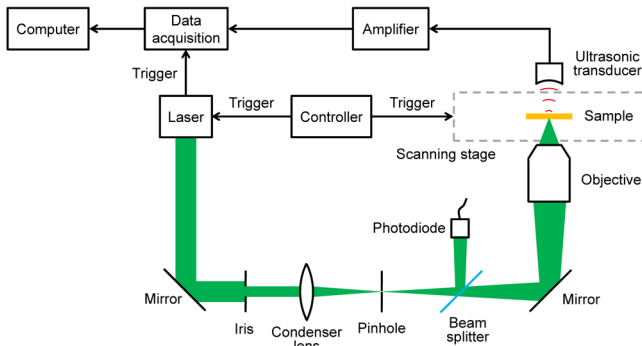 Computer
Data
acquisition
Amplifier
Ultrasonic
transducer
Trigger
Laser
Trigger
Controller
Trigger
Sample
Scanning stage
Objective
Photodiode
Mirror
Iris
Condenser
lens
Pinhole
Beam
splitter
Mirror